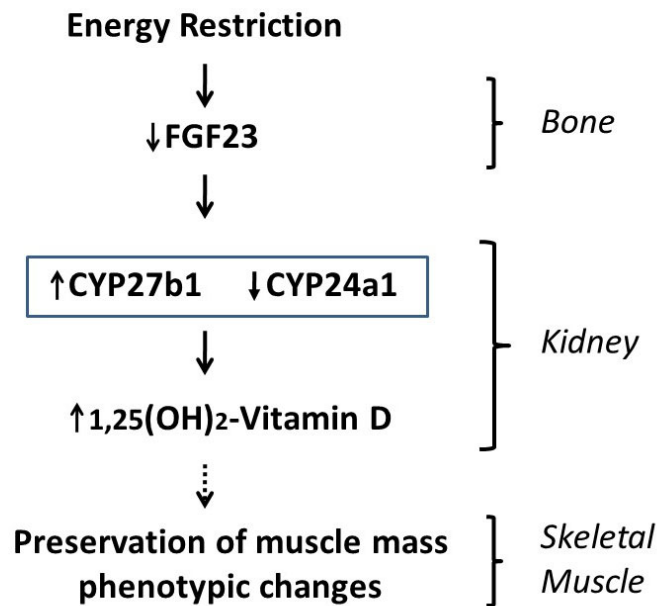 Energy Restriction
↓FGF23
Bone
↑CYP27b1 ↓CYP24a1
Kidney
↑1,25(OH)₂-Vitamin D
Preservation of muscle mass
phenotypic changes
Skeletal
Muscle